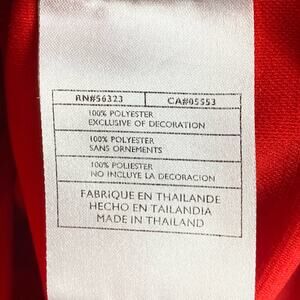 RN#56323 CA#05553
100% POLYESTER
EXCLUSIVE OF DECORATION
100% POLYESTER
SANS ORNEMENTS
100% POLIESTER
NO INCLUYE LA DECORACION
FABRIQUE EN THAILANDE
HECHO EN TAILANDIA
MADE IN THAILAND